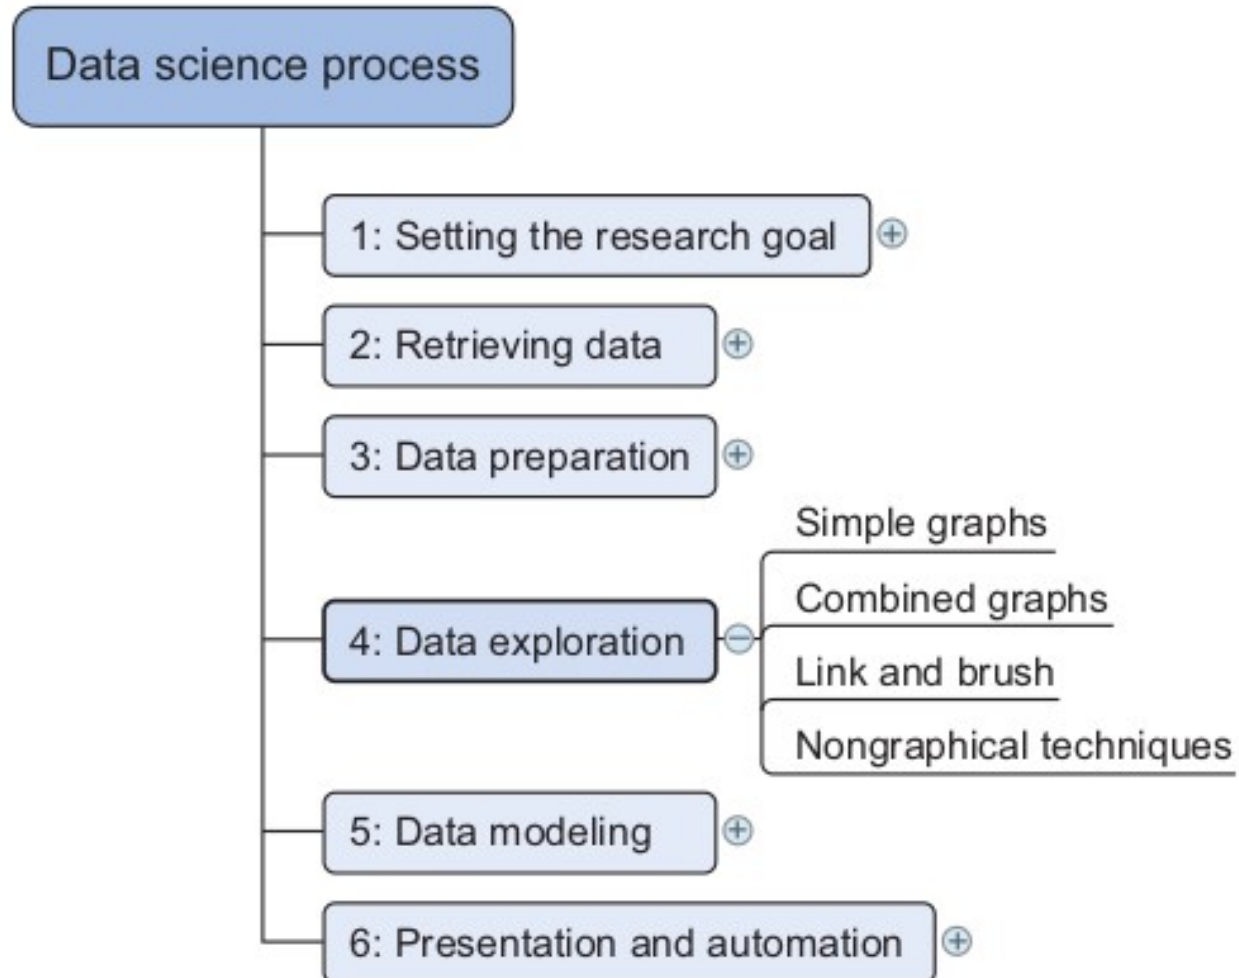 Data science process
1: Setting the research goal
2: Retrieving data
3: Data preparation
4: Data exploration
Simple graphs
Combined graphs
Link and brush
Nongraphical techniques
5: Data modeling
6: Presentation and automation